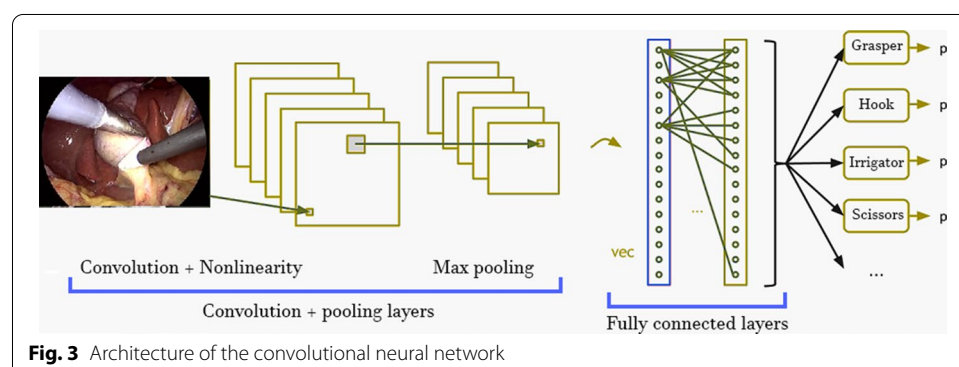 Grasper p
Hook p
Irrigator p
Scissors p
...
...
vec
Convolution + Nonlinearity
Max pooling
Convolution + pooling layers
Fully connected layers
Fig. 3 Architecture of the convolutional neural network